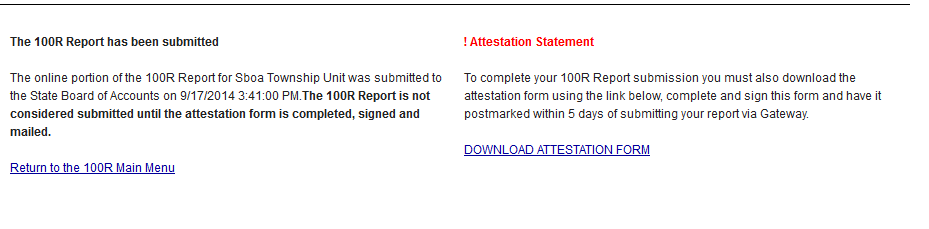 The 100R Report has been submitted
The online portion of the 100R Report for Sboa Township Unit was submitted to
the State Board of Accounts on 9/17/2014 3:41:00 PM.The 100R Report is not
considered submitted until the attestation form is completed, signed and
mailed.
Return to the 100R Main Menu
! Attestation Statement
To complete your 100R Report submission you must also download the
attestation form using the link below, complete and sign this form and have it
postmarked within 5 days of submitting your report via Gateway.
DOWNLOAD ATTESTATION FORM